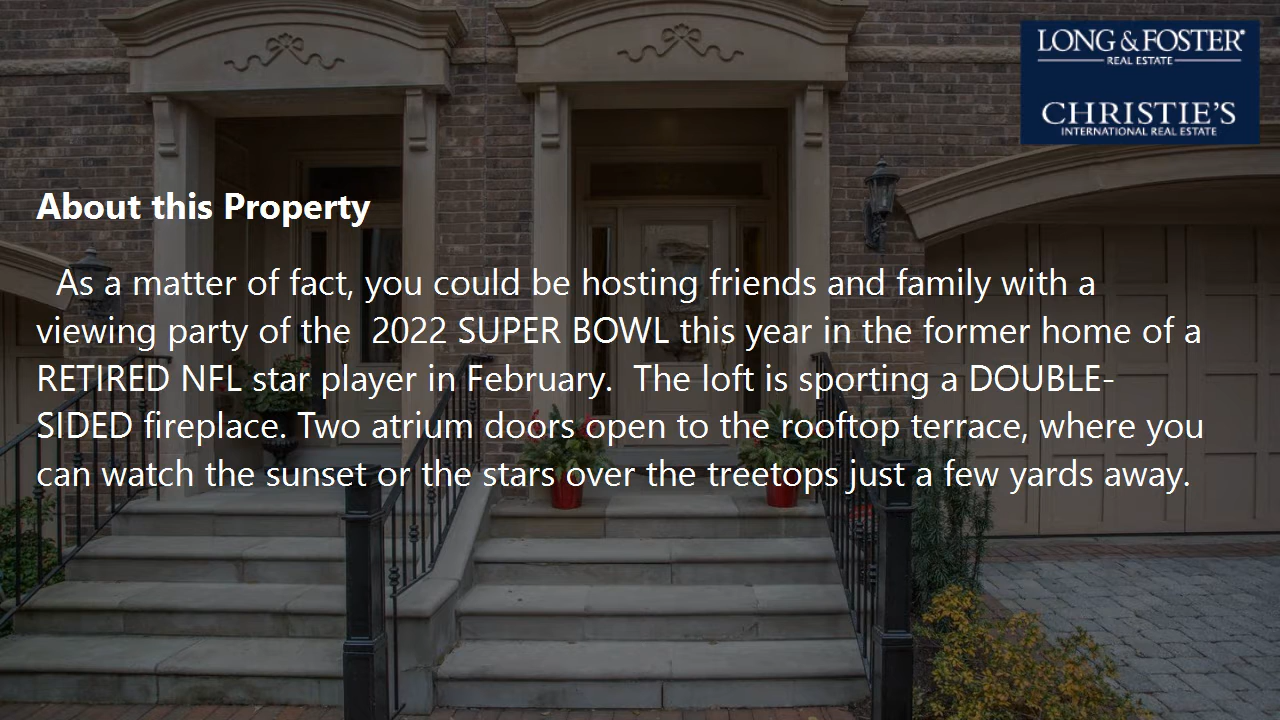 LONG & FOSTER®
REAL ESTATE
CHRISTIE'S
INTERNATIONAL REAL ESTATE
About this Property
As a matter of fact, you could be hosting friends and family with a
viewing party of the  2022 SUPER BOWL this year in the former home of a
RETIRED NFL star player in February.  The loft is sporting a DOUBLE-
SIDED fireplace. Two atrium doors open to the rooftop terrace, where you
can watch the sunset or the stars over the treetops just a few yards away.